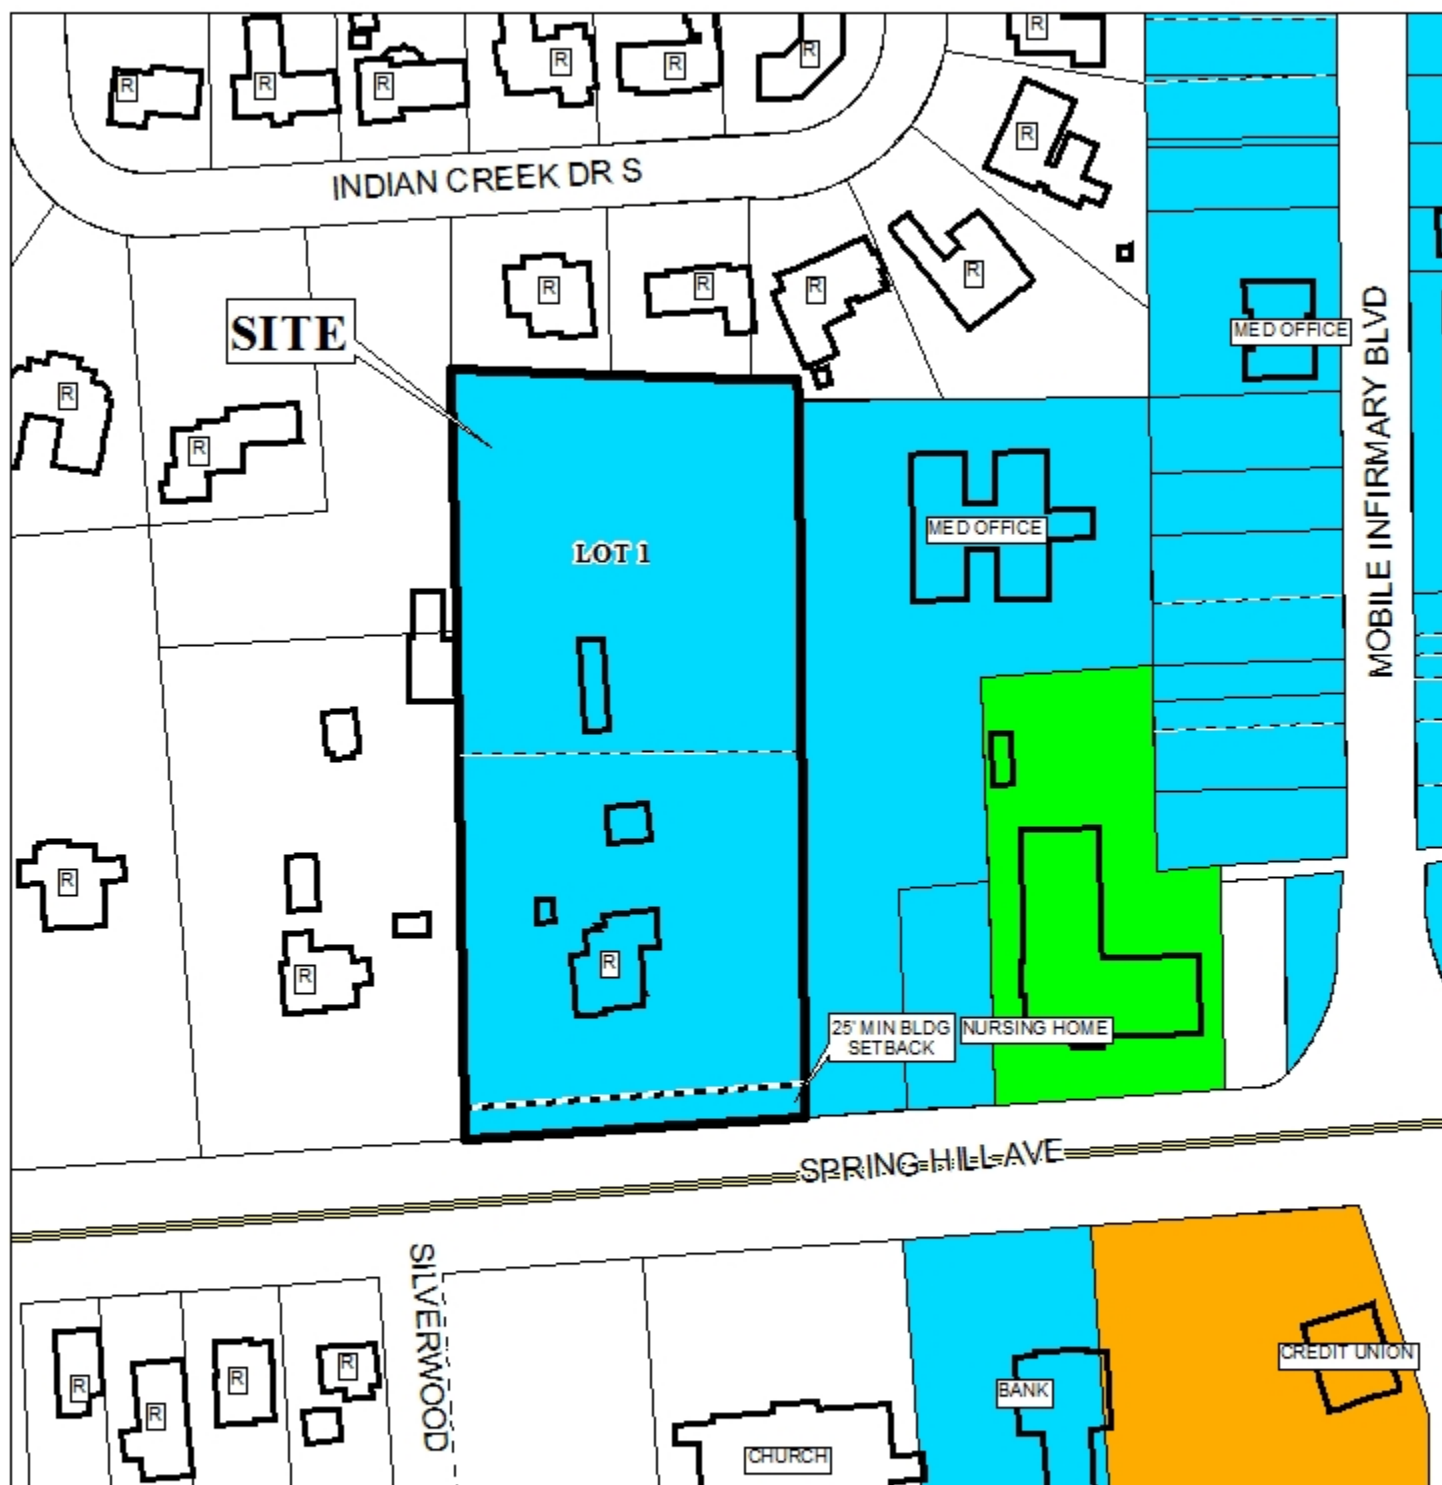 R
R
R
R
R
R
R
R
INDIAN CREEK DR S
R
R
R
R
SITE
MED OFFICE
MOBILE INFIRMARY BLVD
R
R
LOT 1
MED OFFICE
R
R
R
25' MIN BLDG
SETBACK
NURSING HOME
SPRING HILL AVE
SILVERWOOD
R
R
R
R
CREDIT UNION
BANK
CHURCH